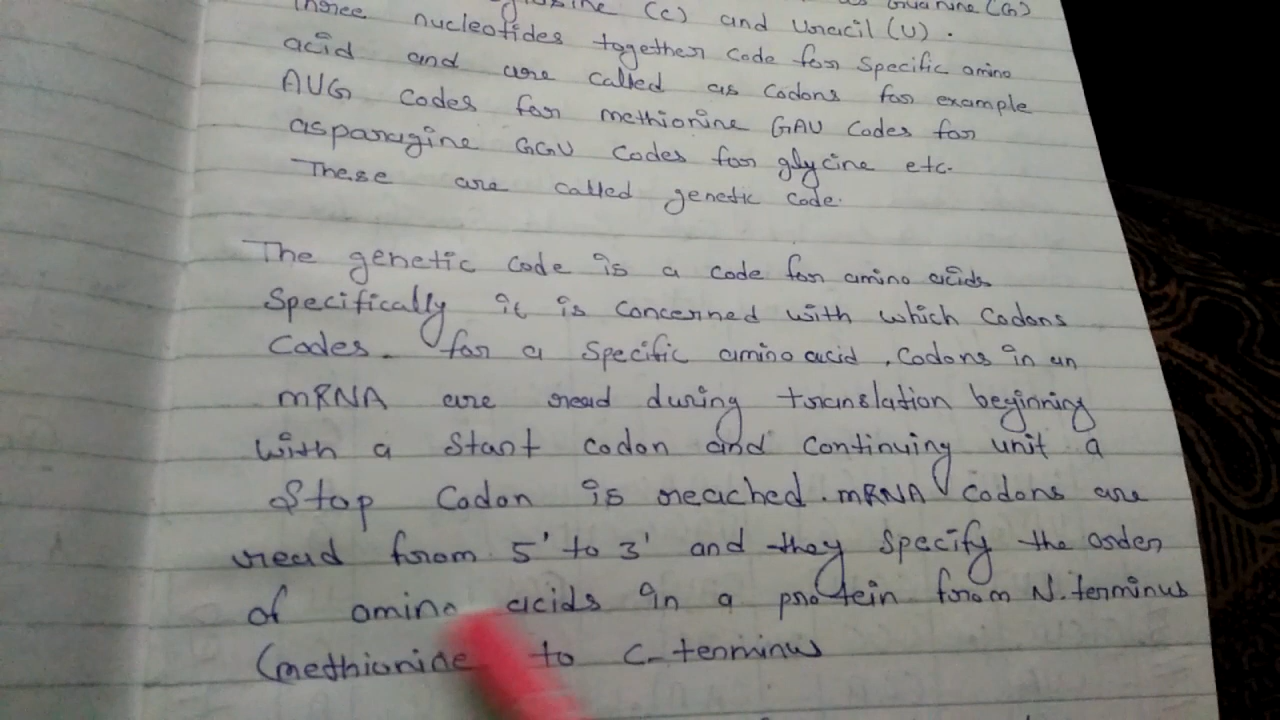 (C) and Uracil (U).
Three nucleotides together code for specific amino
acid and are called as codons for example
AUG codes for methionine GAU codes for
asparagine GGU codes for glycine etc.
These are called genetic code.
The genetic code is a code for amino acids
Specifically it is concerned with which codons
Codes. for a specific amino acid. Codons in an
mRNA are read during translation beginning
with a start codon and continuing unit a
Stop Codon is reached. mRNA codons are
read from 5' to 3' and they specify the order
of amino acids in a protein from N.terminus
(methionine to C-terminus